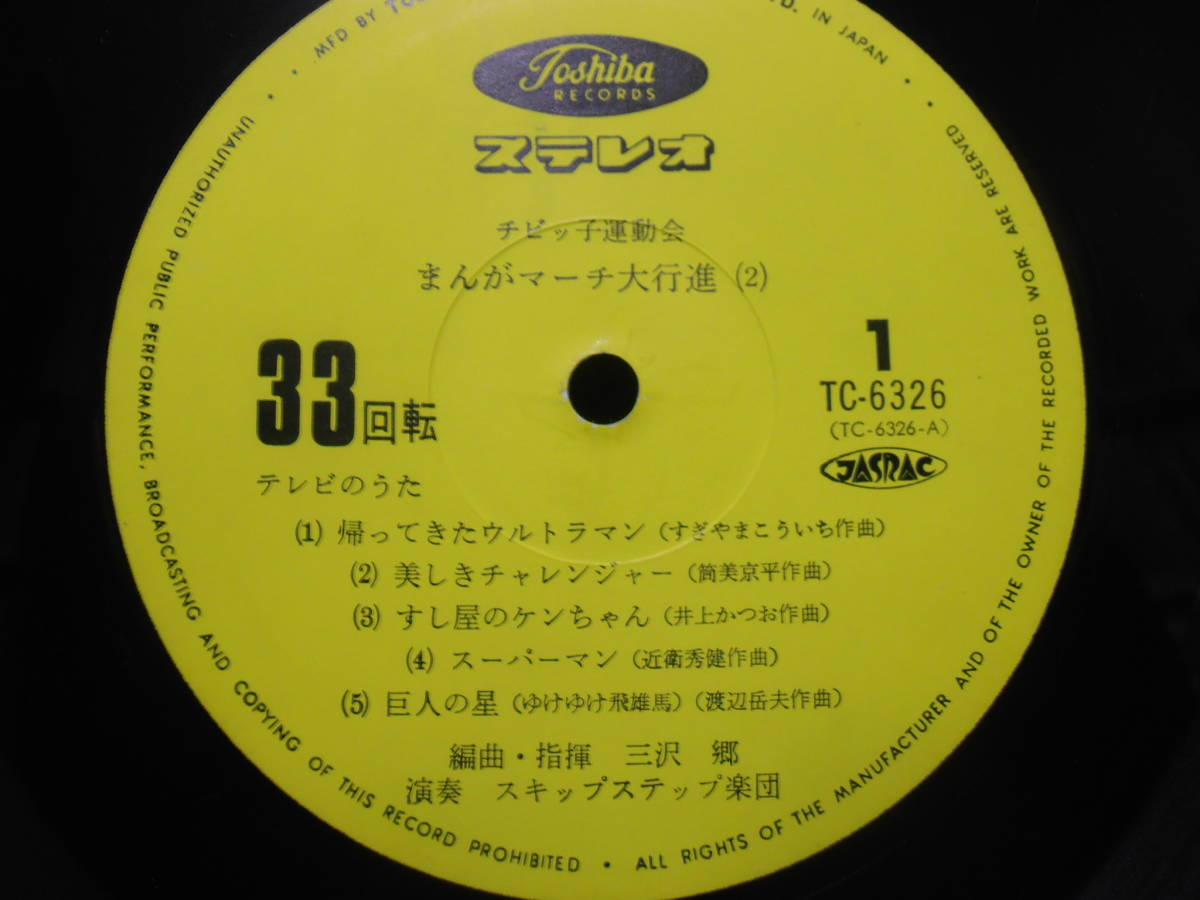 MFD BY
D. IN JAPAN
Toshiba
RECORDS
ステレオ
チビッ子運動会
まんがマーチ大行進 (2)
33回転
1
TC-6326
(TC-6326-A)
JASRAC
テレビのうた
(1) 帰ってきたウルトラマン (すぎやまこういち作曲)
(2) 美しきチャレンジャー (筒美京平作曲)
(3) すし屋のケンちゃん (井上かつお作曲)
(4) スーパーマン (近衛秀健作曲)
(5) 巨人の星 (ゆけゆけ飛雄馬) (渡辺岳夫作曲)
編曲・指揮 三沢 郷
演奏 スキップステップ楽団
UNAUTHORIZED PUBLIC PERFORMANCE, BROADCASTING AND COPYING OF THIS RECORD PROHIBITED • ALL RIGHTS OF THE MANUFACTURER AND OF THE OWNER OF THE RECORDED WORK ARE RESERVED